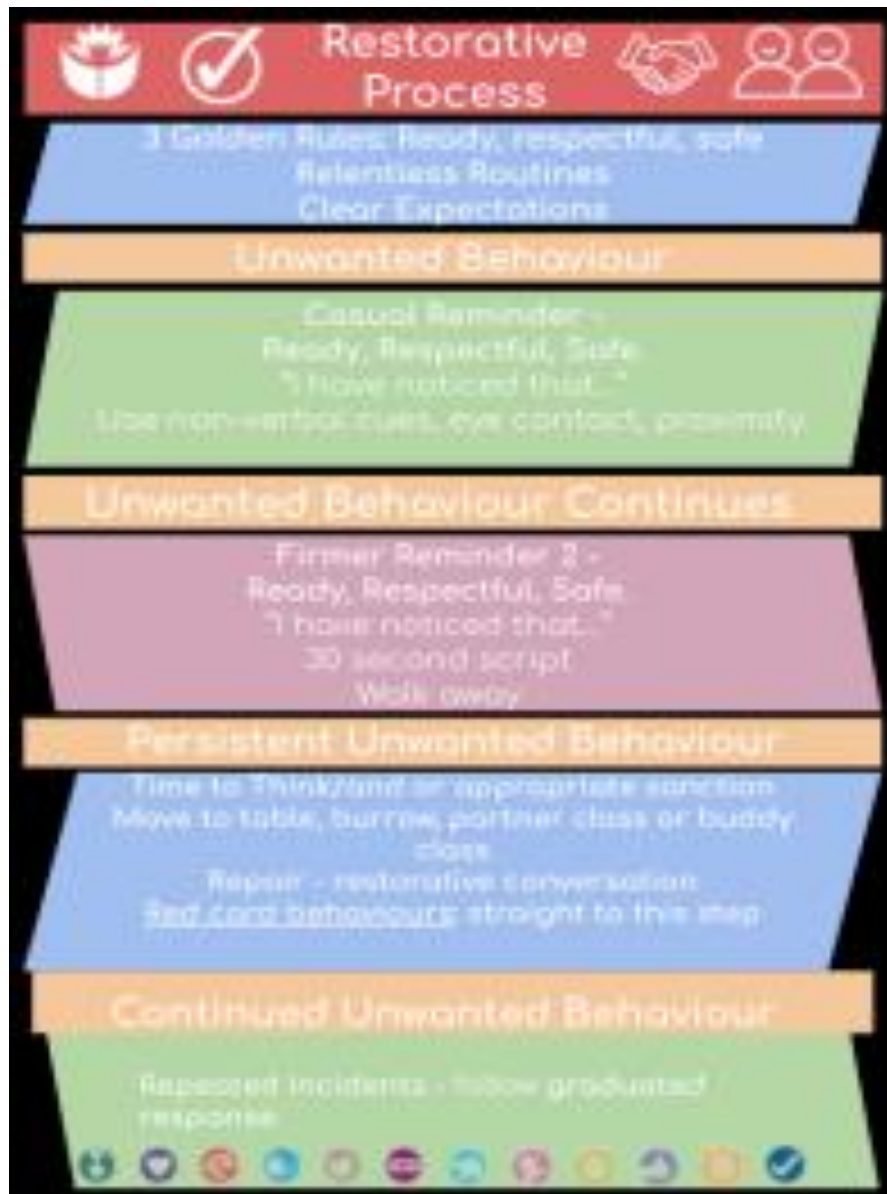 Restorative
Process
3 Golden Rules: Ready, respectful, safe
Relentless Routines
Clear Expectations
Unwanted Behaviour
Casual Reminder -
Ready, Respectful, Safe
"I have noticed that..."
Use non-verbal cues, eye contact, proximity
Unwanted Behaviour Continues
Firmer Reminder 2 -
Ready, Respectful, Safe
"I have noticed that..."
30 second script
Walk away
Persistent Unwanted Behaviour
Time to Think/and or appropriate sanction
Move to table, burrow, partner class or buddy
class
Repair - restorative conversation
Red card behaviours straight to this step
Continued Unwanted Behaviour
Repeated incidents - follow graduated
response